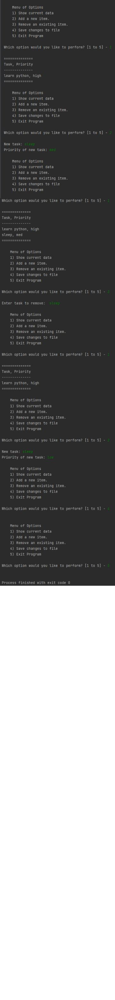 Menu of Options
1) Show current data
2) Add a new item.
3) Remove an existing item.
4) Save changes to file
5) Exit Program
Which option would you like to perform? [1 to 5] - 1
==============
Task, Priority
--------------
learn python, high
==============
Menu of Options
1) Show current data
2) Add a new item.
3) Remove an existing item.
4) Save changes to file
5) Exit Program
Which option would you like to perform? [1 to 5] - 2
New task: sleep
Priority of new task: med
Menu of Options
1) Show current data
2) Add a new item.
3) Remove an existing item.
4) Save changes to file
5) Exit Program
Which option would you like to perform? [1 to 5] - 1
==============
Task, Priority
--------------
learn python, high
sleep, med
==============
Menu of Options
1) Show current data
2) Add a new item.
3) Remove an existing item.
4) Save changes to file
5) Exit Program
Which option would you like to perform? [1 to 5] - 3
Enter task to remove:  sleep
Menu of Options
1) Show current data
2) Add a new item.
3) Remove an existing item.
4) Save changes to file
5) Exit Program
Which option would you like to perform? [1 to 5] - 1
==============
Task, Priority
--------------
learn python, high
==============
Menu of Options
1) Show current data
2) Add a new item.
3) Remove an existing item.
4) Save changes to file
5) Exit Program
Which option would you like to perform? [1 to 5] - 2
New task: sleep
Priority of new task: low
Menu of Options
1) Show current data
2) Add a new item.
3) Remove an existing item.
4) Save changes to file
5) Exit Program
Which option would you like to perform? [1 to 5] - 4
Menu of Options
1) Show current data
2) Add a new item.
3) Remove an existing item.
4) Save changes to file
5) Exit Program
Which option would you like to perform? [1 to 5] - 5
Process finished with exit code 0